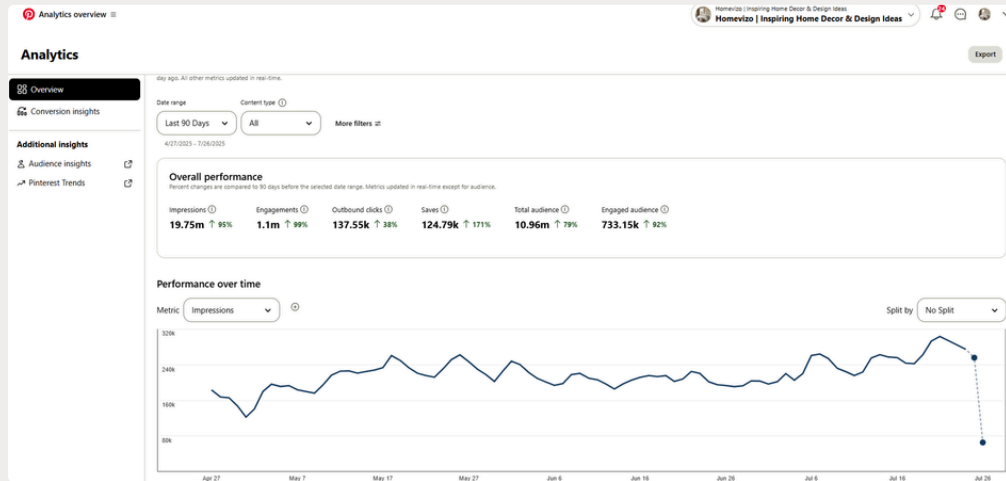 Analytics overview
Homevizo | Inspiring Home Decor & Design Ideas
Homevizo | Inspiring Home Decor & Design Ideas
Analytics
Export
Overview
Conversion insights
Additional insights
Audience insights
Pinterest Trends
day ago. All other metrics updated in real-time.
Date range
Content type
Last 90 Days
All
More filters
4/27/2025 - 7/26/2025
Overall performance
Percent changes are compared to 90 days before the selected date range. Metrics updated in real-time except for audience.
Impressions Engagements Outbound clicks Saves Total audience Engaged audience
19.75m ↑ 95% 1.1m ↑ 99% 137.55k ↑ 38% 124.79k ↑ 171% 10.96m ↑ 79% 733.15k ↑ 92%
Performance over time
Metric Impressions
Split by No Split
320k
240k
160k
80k
Apr 27 May 7 May 17 May 27 Jun 6 Jun 16 Jun 26 Jul 6 Jul 16 Jul 26